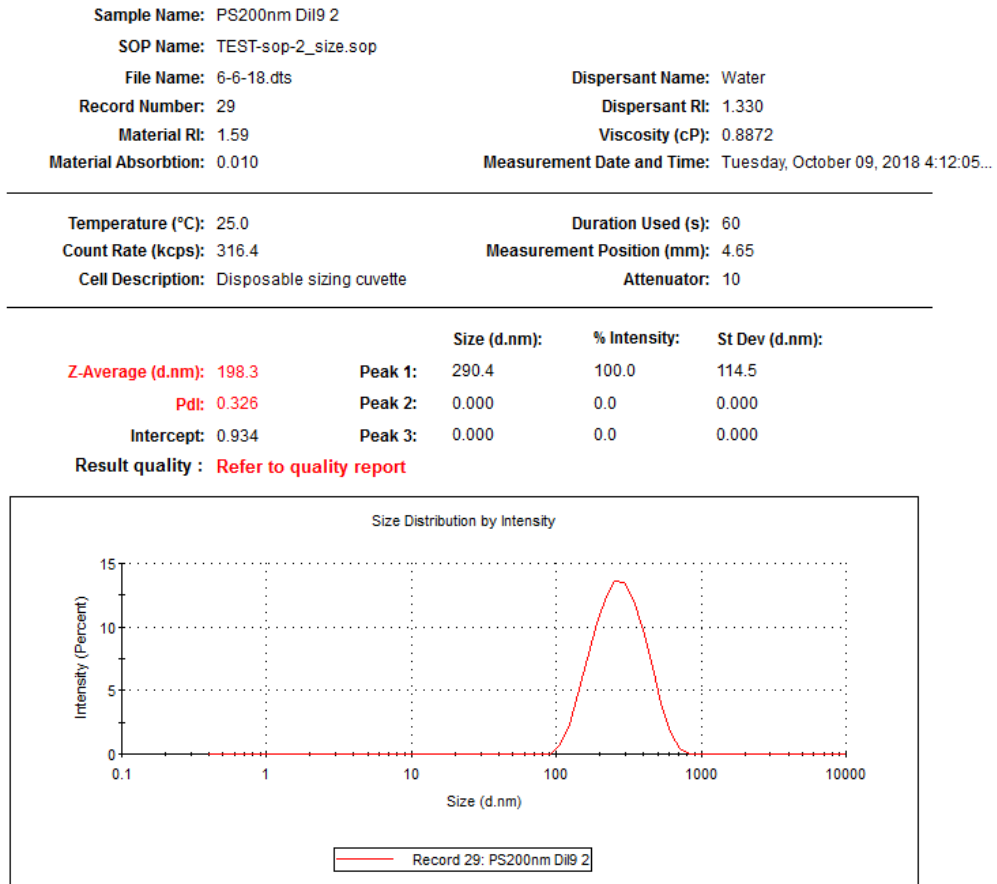 Sample Name: PS200nm Dil9 2
SOP Name: TEST-sop-2_size.sop
File Name: 6-6-18.dts Dispersant Name: Water
Record Number: 29 Dispersant RI: 1.330
Material RI: 1.59 Viscosity (cP): 0.8872
Material Absorbtion: 0.010 Measurement Date and Time: Tuesday, October 09, 2018 4:12:05...
Temperature (°C): 25.0 Duration Used (s): 60
Count Rate (kcps): 316.4 Measurement Position (mm): 4.65
Cell Description: Disposable sizing cuvette Attenuator: 10
Size (d.nm): % Intensity: St Dev (d.nm):
Z-Average (d.nm): 198.3 Peak 1: 290.4 100.0 114.5
PdI: 0.326 Peak 2: 0.000 0.0 0.000
Intercept: 0.934 Peak 3: 0.000 0.0 0.000
Result quality : Refer to quality report
Size Distribution by Intensity
Intensity (Percent)
15
10
5
0
0.1 1 10 100 1000 10000
Size (d.nm)
Record 29: PS200nm Dil9 2